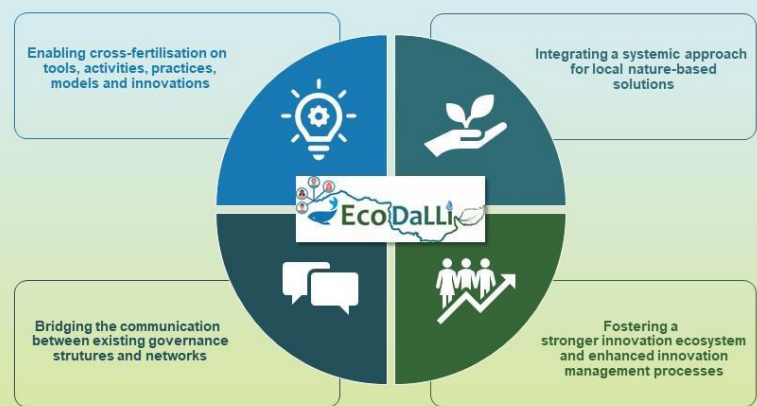 Enabling cross-fertilisation on
tools, activities, practices,
models and innovations
Integrating a systemic approach
for local nature-based
solutions
EcoDaLLi
Bridging the communication
between existing governance
strutures and networks
Fostering a
stronger innovation ecosystem
and enhanced innovation
management processes